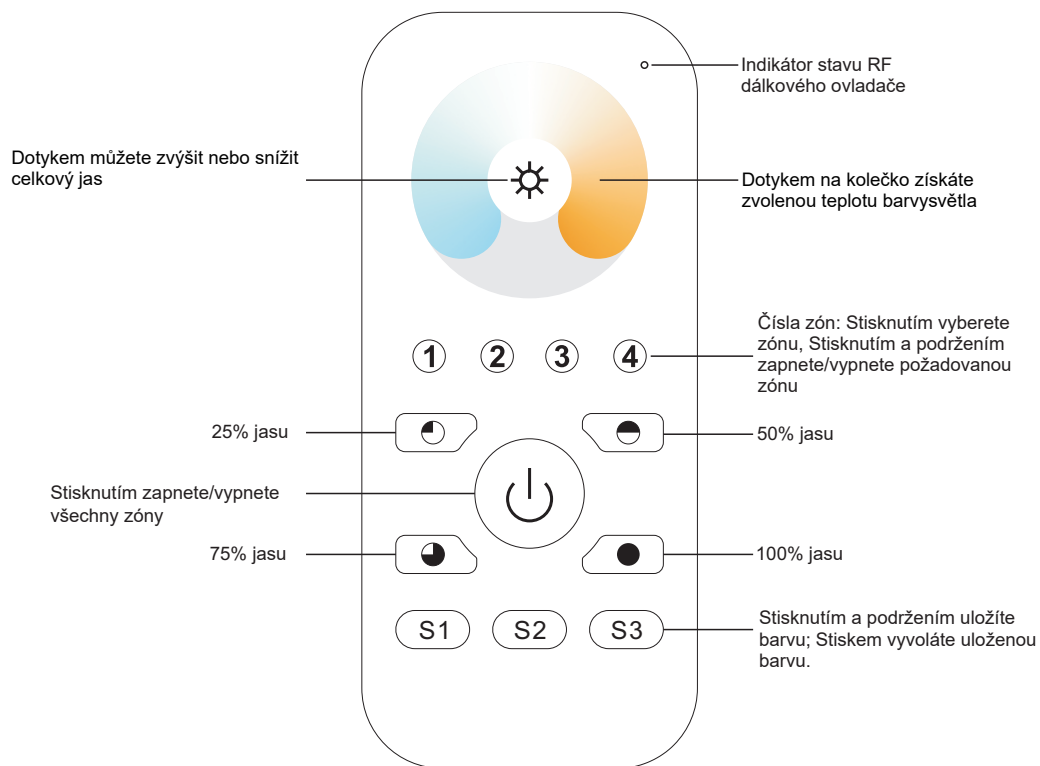 Indikátor stavu RF
dálkového ovladače
Dotykem můžete zvýšit nebo snížit
celkový jas
Dotykem na kolečko získáte
zvolenou teplotu barvysvětla
Čísla zón: Stisknutím vyberete
zónu, Stisknutím a podržením
zapnete/vypnete požadovanou
zónu
1 2 3 4
25% jasu
50% jasu
Stisknutím zapnete/vypnete
všechny zóny
75% jasu
100% jasu
S1 S2 S3
Stisknutím a podržením uložíte
barvu; Stiskem vyvoláte uloženou
barvu.